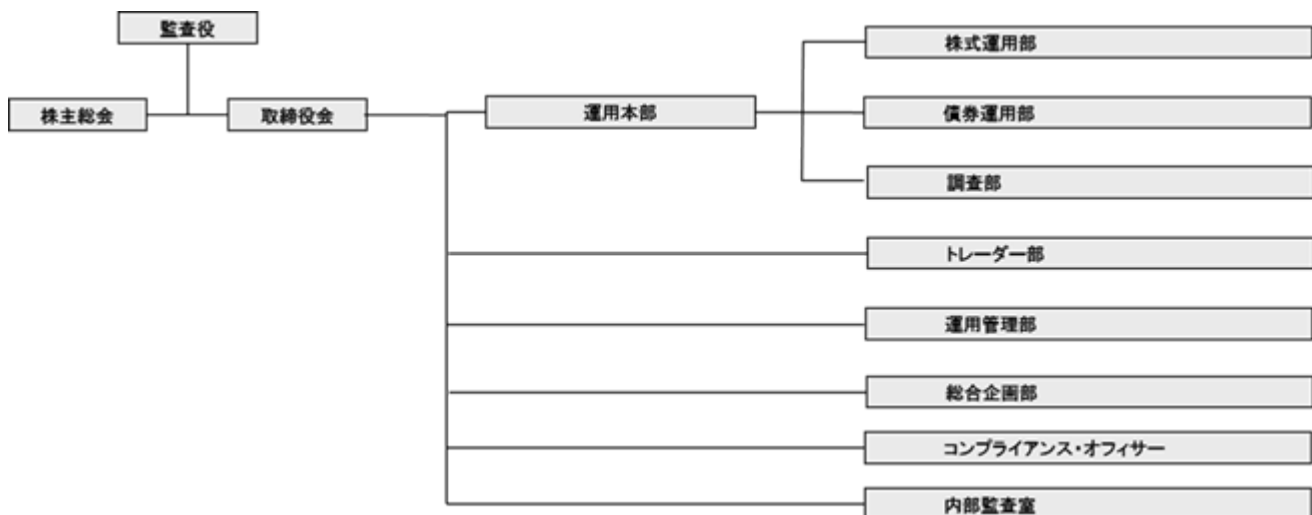 監査役
株主総会
取締役会
運用本部
株式運用部
債券運用部
調査部
トレーダー部
運用管理部
総合企画部
コンプライアンス・オフィサー
内部監査室